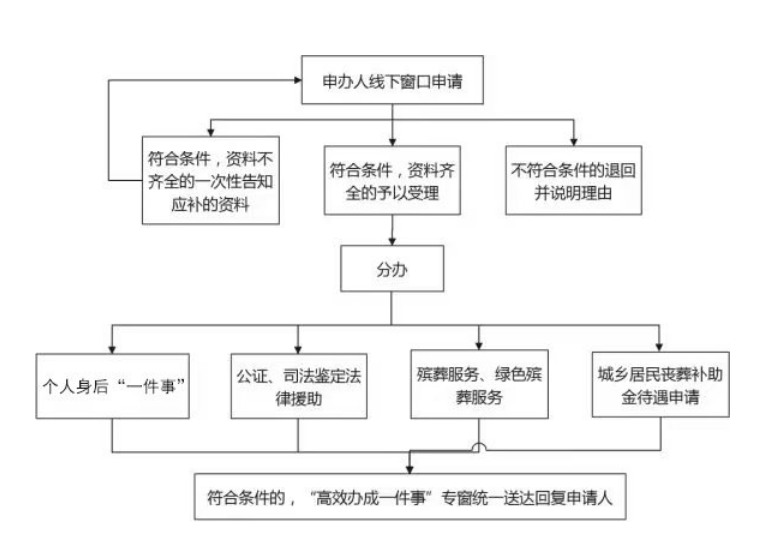 申办人线下窗口申请
符合条件，资料不
齐全的一次性告知
应补的资料
符合条件，资料齐
全的予以受理
不符合条件的退回
并说明理由
分办
个人身后“一件事”
公证、司法鉴定法
律援助
殡葬服务、绿色殡
葬服务
城乡居民丧葬补助
金待遇申请
符合条件的，“高效办成一件事”专窗统一送达回复申请人